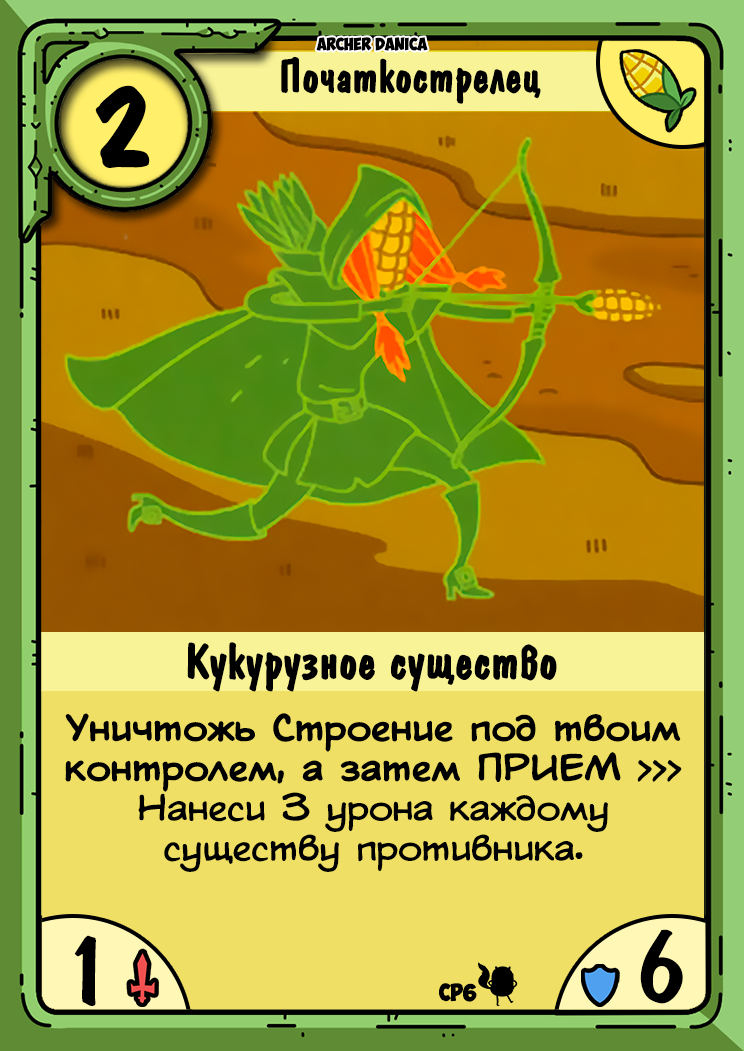 ARCHER DANICA
Початкострелец
2
Кукурузное существо
Уничтожь Строение под твоим
контролем, а затем ПРИЕМ >>>
Нанеси 3 урона каждому
существу противника.
1
СР6
6